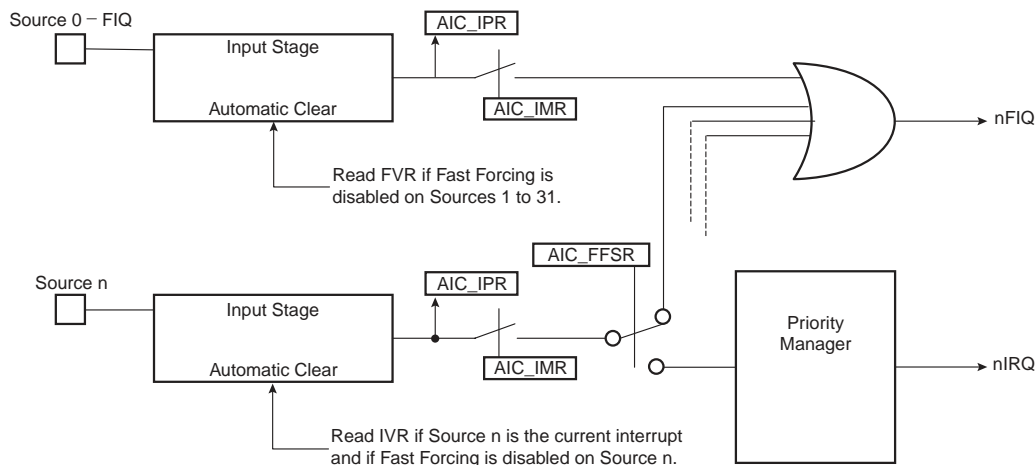 Source 0 – FIQ
AIC_IPR
Input Stage
Automatic Clear
AIC_IMR
nFIQ
Read FVR if Fast Forcing is
disabled on Sources 1 to 31.
AIC_FFSR
Source n
AIC_IPR
Input Stage
Priority
Manager
Automatic Clear
AIC_IMR
nIRQ
Read IVR if Source n is the current interrupt
and if Fast Forcing is disabled on Source n.